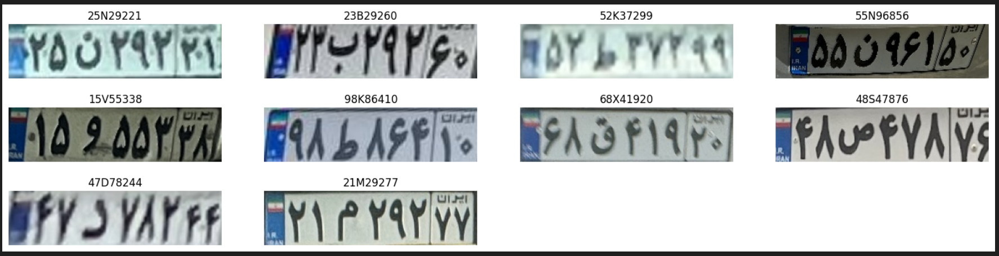 25N29221
23B29260
52K37299
55N96856
۲۵ ن ۲۹۲ ۲۱
۲۳ ب ۲۹۲ ۶۰
۵۲ ط ۳۷۲ ۹۹
ایران
I.R. IRAN ۵۵ ن ۹۶۱ ۵۰
15V55338
98K86410
68X41920
48S47876
ایران
I.R. IRAN ۱۵ و ۵۵۳ ۳۸
ایران
۹۸ ط ۸۶۴ ۱۰
ایران
۶۸ ق ۴۱۹ ۲۰
ایران
I.R. IRAN ۴۸ ص ۴۷۸ ۷۶
47D78244
21M29277
۴۷ د ۷۸۲ ۴۴
ایران
I.R. IRAN ۲۱ م ۲۹۲ ۷۷